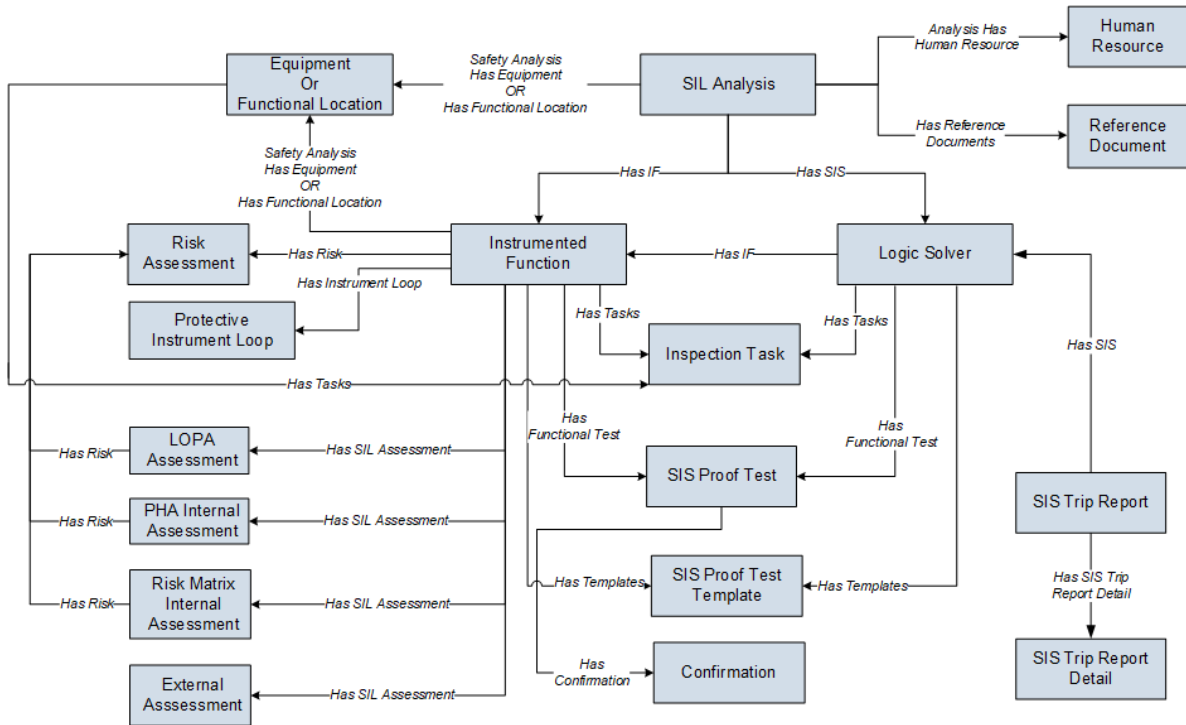 Analysis Has
Human Resource
Human
Resource
Equipment
Or
Functional Location
Safety Analysis
Has Equipment
OR
Has Functional Location
SIL Analysis
Has Reference
Documents
Reference
Document
Safety Analysis
Has Equipment
OR
Has Functional Location
Has IF
Has SIS
Risk
Assessment
Has Risk
Instrumented
Function
Has IF
Logic Solver
Has Instrument Loop
Protective
Instrument Loop
Has Tasks
Has Tasks
Inspection Task
Has SIS
Has Tasks
Has
Functional Test
Has
Functional Test
LOPA
Assessment
Has Risk
Has SIL Assessment
SIS Proof Test
SIS Trip Report
PHA Internal
Assessment
Has Risk
Has SIL Assessment
Risk Matrix
Internal
Assessment
Has Risk
Has SIL Assessment
Has Templates
SIS Proof Test
Template
Has Templates
Has SIS Trip
Report Detail
External
Asssessment
Has SIL Assessment
Has
Confirmation
Confirmation
SIS Trip Report
Detail